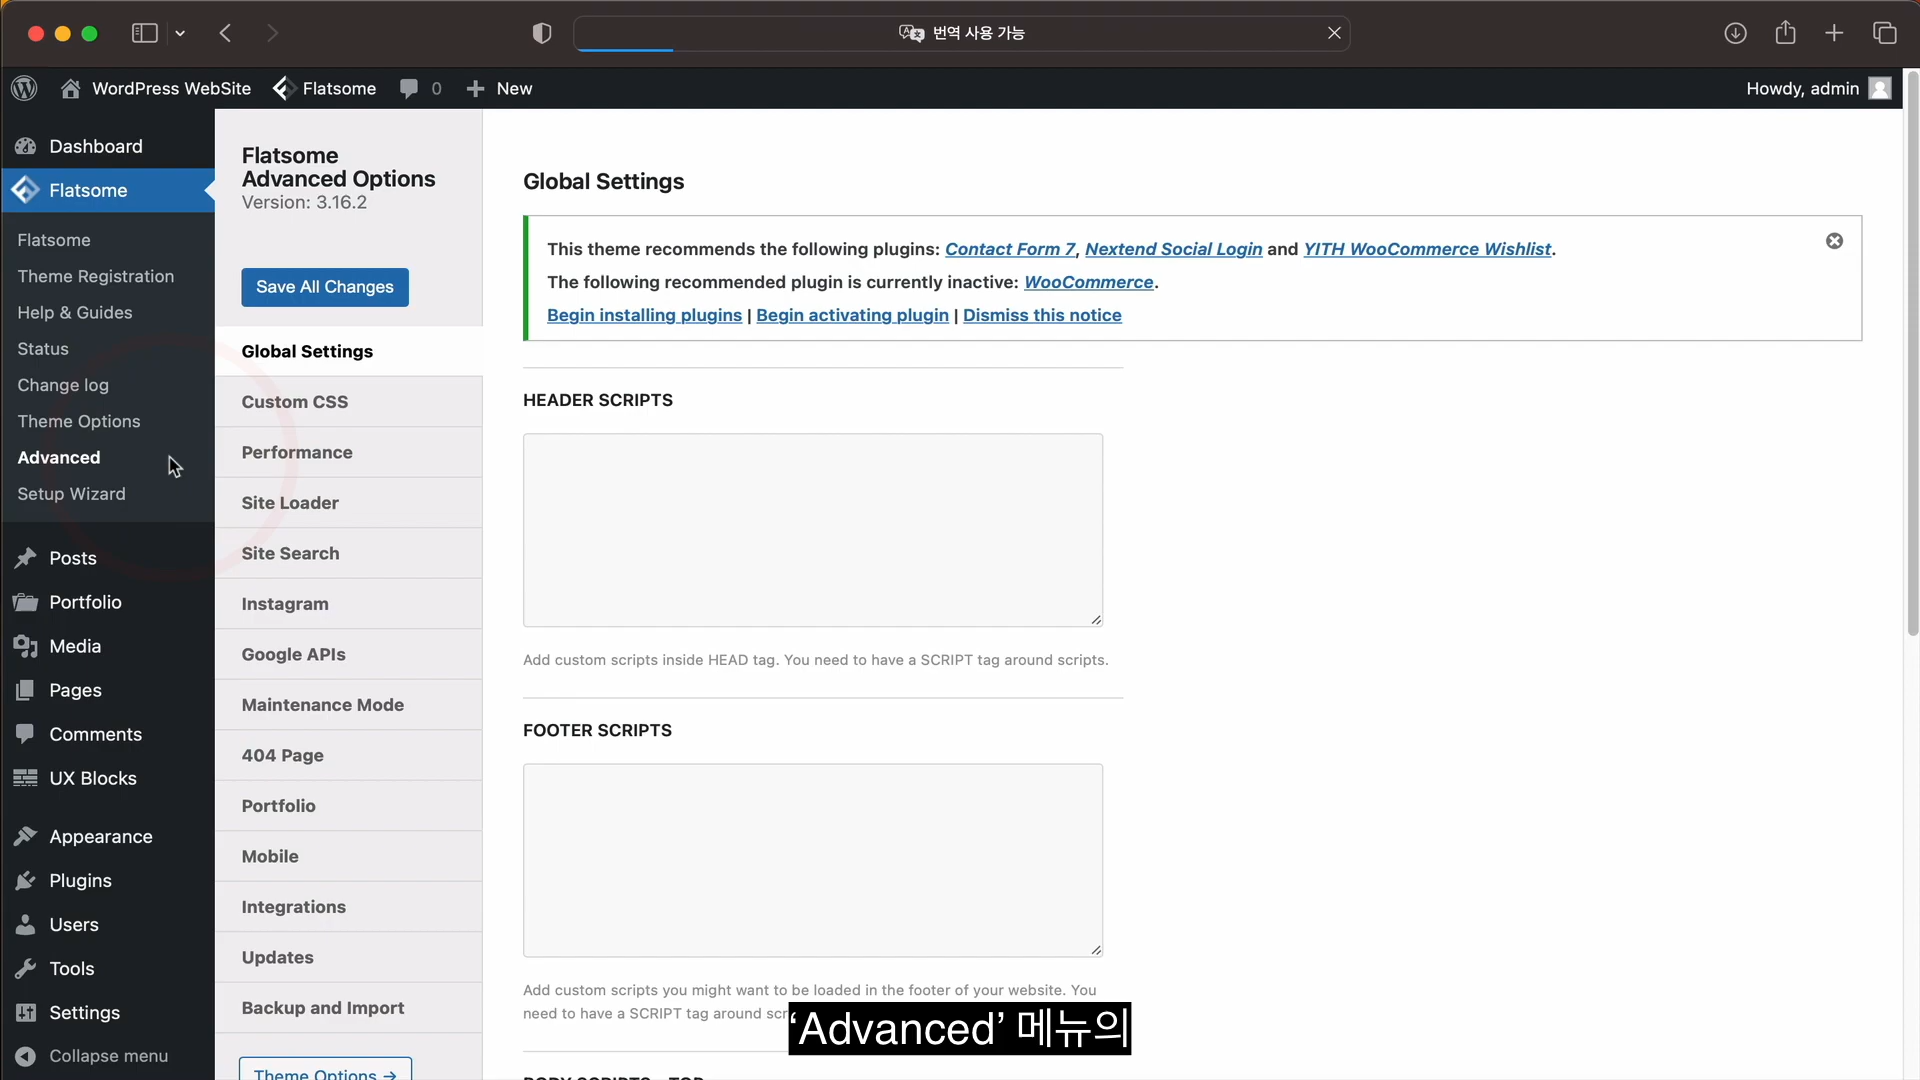 번역 사용 가능
WordPress WebSite
Flatsome
0
New
Howdy, admin
Dashboard
Flatsome
Flatsome
Theme Registration
Help & Guides
Status
Change log
Theme Options
Advanced
Setup Wizard
Posts
Portfolio
Media
Pages
Comments
UX Blocks
Appearance
Plugins
Users
Tools
Settings
Collapse menu
Flatsome
Advanced Options
Version: 3.16.2
Save All Changes
Global Settings
Custom CSS
Performance
Site Loader
Site Search
Instagram
Google APIs
Maintenance Mode
404 Page
Portfolio
Mobile
Integrations
Updates
Backup and Import
Theme Options →
Global Settings
This theme recommends the following plugins: Contact Form 7, Nextend Social Login and YITH WooCommerce Wishlist.
The following recommended plugin is currently inactive: WooCommerce.
Begin installing plugins | Begin activating plugin | Dismiss this notice
HEADER SCRIPTS
Add custom scripts inside HEAD tag. You need to have a SCRIPT tag around scripts.
FOOTER SCRIPTS
Add custom scripts you might want to be loaded in the footer of your website. You
need to have a SCRIPT tag around
'Advanced' 메뉴의
BODY SCRIPTS - TOP